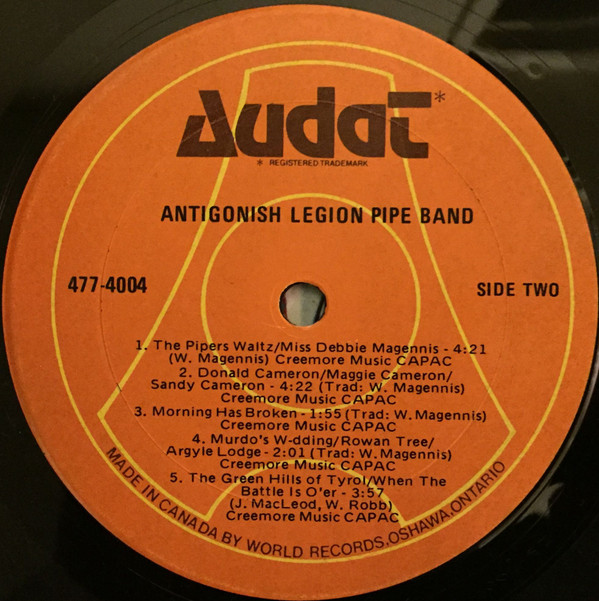 Audat*
* REGISTERED TRADEMARK
ANTIGONISH LEGION PIPE BAND
477-4004
SIDE TWO
1. The Pipers Waltz/Miss Debbie Magennis - 4:21
(W. Magennis) Creemore Music CAPAC
2. Donald Cameron/Maggie Cameron/
Sandy Cameron - 4:22 (Trad: W. Magennis)
Creemore Music CAPAC
3. Morning Has Broken - 1:55 (Trad: W. Magennis)
Creemore Music CAPAC
4. Murdo's W-dding/Rowan Tree/
Argyle Lodge - 2:01 (Trad: W. Magennis)
Creemore Music CAPAC
5. The Green Hills of Tyrol/When The
Battle Is O'er - 3:57
(J. MacLeod, W. Robb)
Creemore Music CAPAC
MADE IN CANADA BY WORLD RECORDS, OSHAWA, ONTARIO